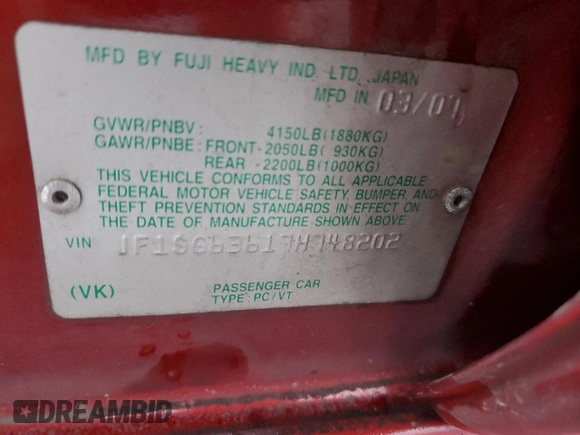 MFD BY FUJI HEAVY IND. LTD. JAPAN
MFD IN 03/07
GVWR/PNBV: 4150LB(1880KG)
GAWR/PNBE: FRONT-2050LB( 930KG)
REAR -2200LB(1000KG)
THIS VEHICLE CONFORMS TO ALL APPLICABLE
FEDERAL MOTOR VEHICLE SAFETY, BUMPER, AND
THEFT PREVENTION STANDARDS IN EFFECT ON
THE DATE OF MANUFACTURE SHOWN ABOVE.
VIN JF1SG63617H748202
(VK) PASSENGER CAR
TYPE: PC/VT
DREAMBID